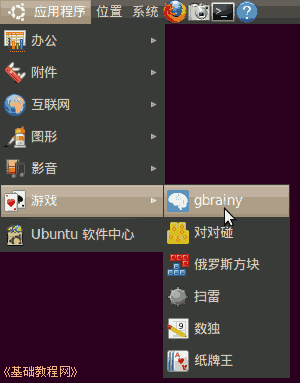 应用程序 位置 系统
办公
附件
互联网
图形
影音
游戏
Ubuntu 软件中心
gbrainy
对对碰
俄罗斯方块
扫雷
数独
纸牌王
《基础教程网》